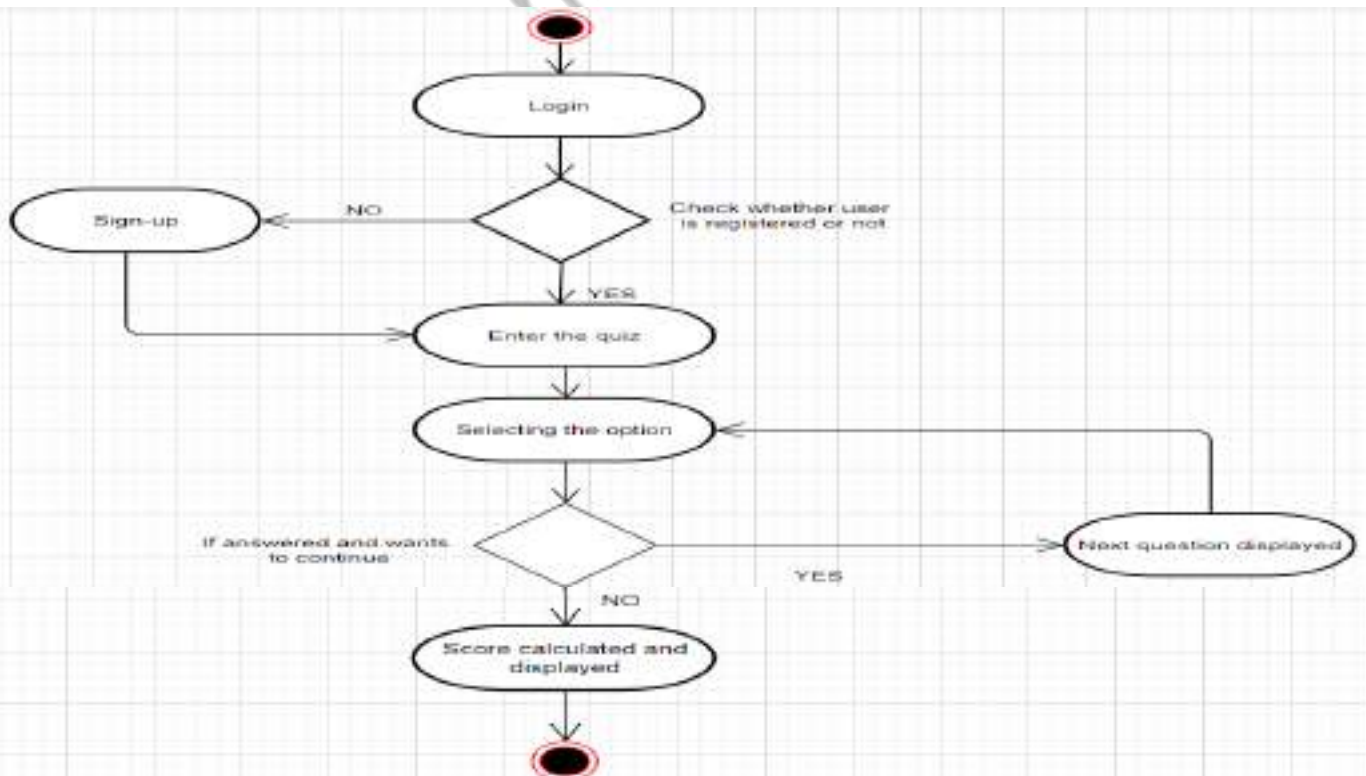 Login
NO
Sign-up
Check whether user
is registered or not
YES
Enter the quiz
Selecting the option
If answered and wants
to continue
Next question displayed
YES
NO
Score calculated and
displayed